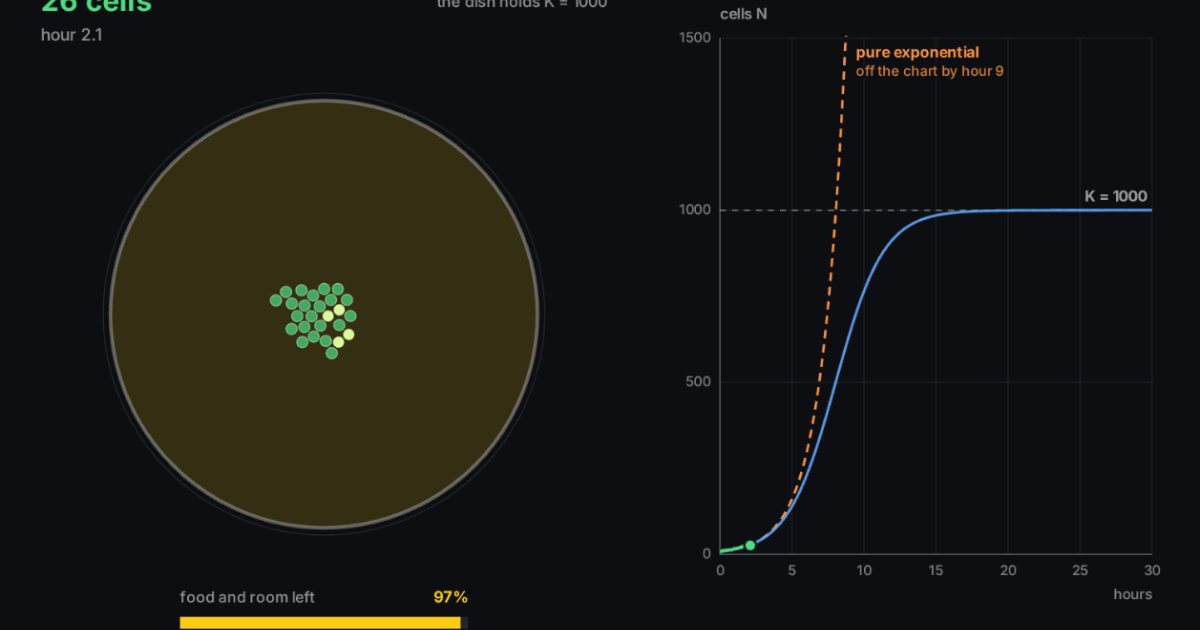 26 cells
hour 2.1
the dish holds K = 1000
cells N
1500
pure exponential
off the chart by hour 9
1000
K = 1000
500
0
0 5 10 15 20 25 30
hours
food and room left 97%